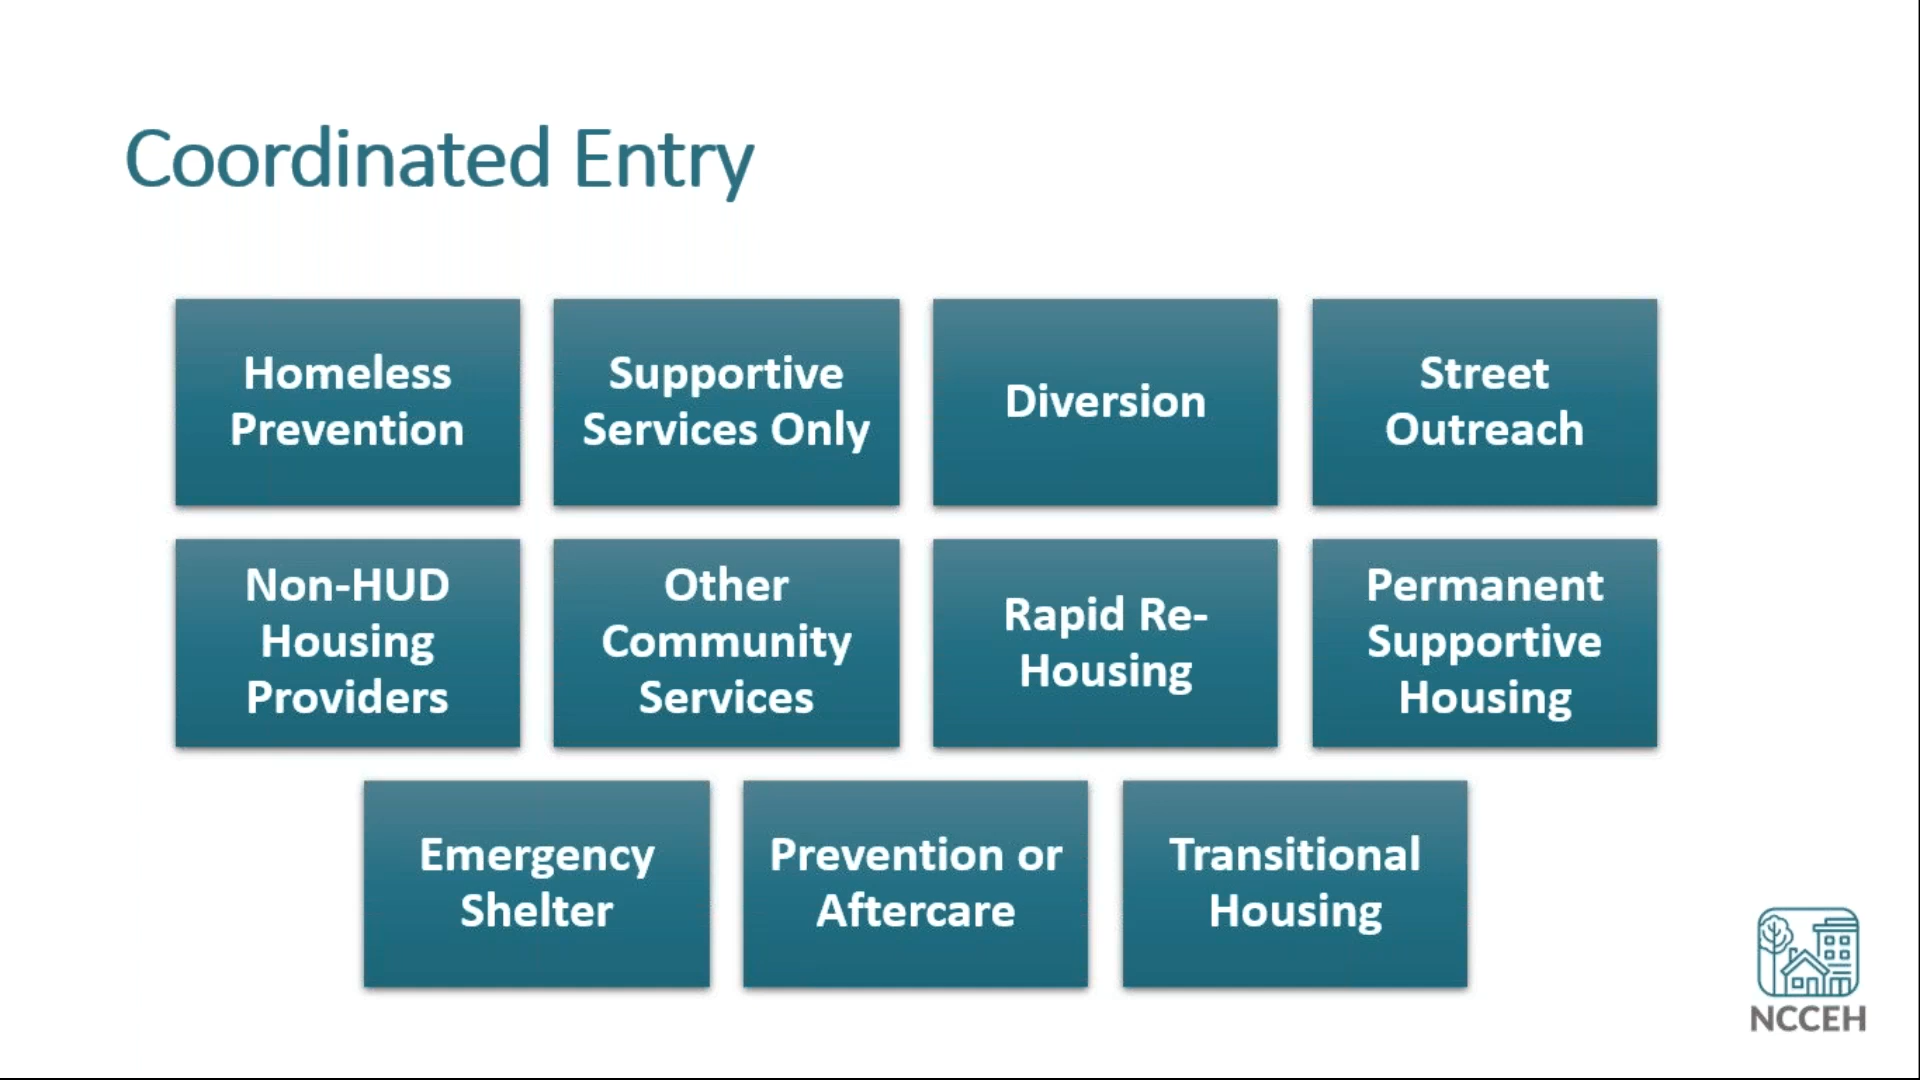 Coordinated Entry
Homeless
Prevention
Supportive
Services Only
Diversion
Street
Outreach
Non-HUD
Housing
Providers
Other
Community
Services
Rapid Re-
Housing
Permanent
Supportive
Housing
Emergency
Shelter
Prevention or
Aftercare
Transitional
Housing
NCCEH